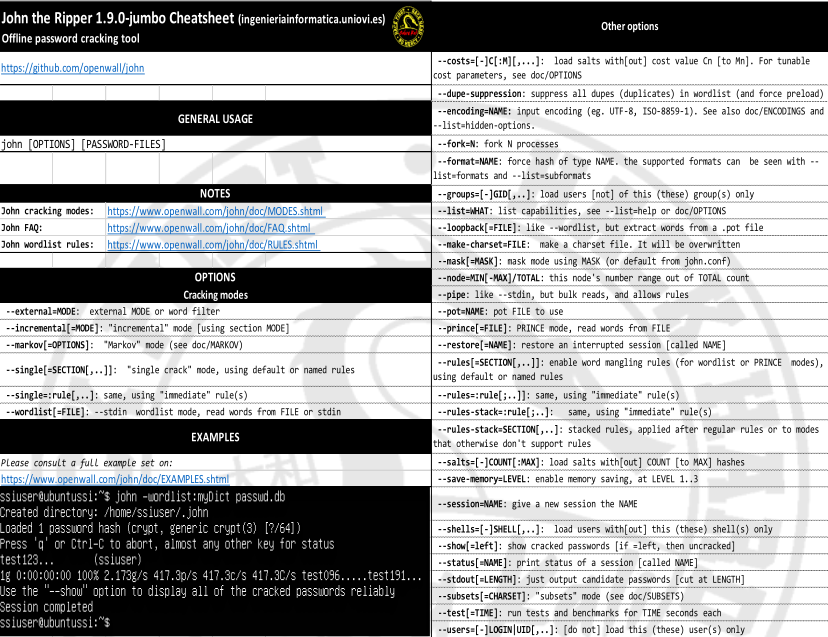 John the Ripper 1.9.0-jumbo Cheatsheet (ingenieriainformatica.uniovi.es)
Offline password cracking tool
https://github.com/openwall/john
GENERAL USAGE
john [OPTIONS] [PASSWORD-FILES]
NOTES
John cracking modes: https://www.openwall.com/john/doc/MODES.shtml
John FAQ: https://www.openwall.com/john/doc/FAQ.shtml
John wordlist rules: https://www.openwall.com/john/doc/RULES.shtml
OPTIONS
Cracking modes
--external=MODE: external MODE or word filter
--incremental[=MODE]: "incremental" mode [using section MODE]
--markov[=OPTIONS]: "Markov" mode (see doc/MARKOV)
--single[=SECTION[,..]]: "single crack" mode, using default or named rules
--single=:rule[,..]: same, using "immediate" rule(s)
--wordlist[=FILE]: --stdin wordlist mode, read words from FILE or stdin
EXAMPLES
Please consult a full example set on:
https://www.openwall.com/john/doc/EXAMPLES.shtml
ssiuser@ubuntussi:~$ john -wordlist:myDict passwd.db
Created directory: /home/ssiuser/.john
Loaded 1 password hash (crypt, generic crypt(3) [?/64])
Press 'q' or Ctrl-C to abort, almost any other key for status
test123... (ssiuser)
1g 0:00:00:00 100% 2.173g/s 417.3p/s 417.3c/s 417.3C/s test096.....test191...
Use the "--show" option to display all of the cracked passwords reliably
Session completed
ssiuser@ubuntussi:~$
Other options
--costs=[-]C[:M][,...]: load salts with[out] cost value Cn [to Mn]. For tunable
cost parameters, see doc/OPTIONS
--dupe-suppression: suppress all dupes (duplicates) in wordlist (and force preload)
--encoding=NAME: input encoding (eg. UTF-8, ISO-8859-1). See also doc/ENCODINGS and
--list=hidden-options.
--fork=N: fork N processes
--format=NAME: force hash of type NAME. the supported formats can be seen with --
list=formats and --list=subformats
--groups=[-]GID[,..]: load users [not] of this (these) group(s) only
--list=WHAT: list capabilities, see --list=help or doc/OPTIONS
--loopback[=FILE]: like --wordlist, but extract words from a .pot file
--make-charset=FILE: make a charset file. It will be overwritten
--mask[=MASK]: mask mode using MASK (or default from john.conf)
--node=MIN[-MAX]/TOTAL: this node's number range out of TOTAL count
--pipe: like --stdin, but bulk reads, and allows rules
--pot=NAME: pot FILE to use
--prince[=FILE]: PRINCE mode, read words from FILE
--restore[=NAME]: restore an interrupted session [called NAME]
--rules[=SECTION[,..]]: enable word mangling rules (for wordlist or PRINCE modes),
using default or named rules
--rules=:rule[;..]]: same, using "immediate" rule(s)
--rules-stack=:rule[;..]: same, using "immediate" rule(s)
--rules-stack=SECTION[,..]: stacked rules, applied after regular rules or to modes
that otherwise don't support rules
--salts=[-]COUNT[:MAX]: load salts with[out] COUNT [to MAX] hashes
--save-memory=LEVEL: enable memory saving, at LEVEL 1..3
--session=NAME: give a new session the NAME
--shells=[-]SHELL[,..]: load users with[out] this (these) shell(s) only
--show[=left]: show cracked passwords [if =left, then uncracked]
--status[=NAME]: print status of a session [called NAME]
--stdout[=LENGTH]: just output candidate passwords [cut at LENGTH]
--subsets[=CHARSET]: "subsets" mode (see doc/SUBSETS)
--test[=TIME]: run tests and benchmarks for TIME seconds each
--users=[-]LOGIN|UID[,..]: [do not] load this (these) user(s) only